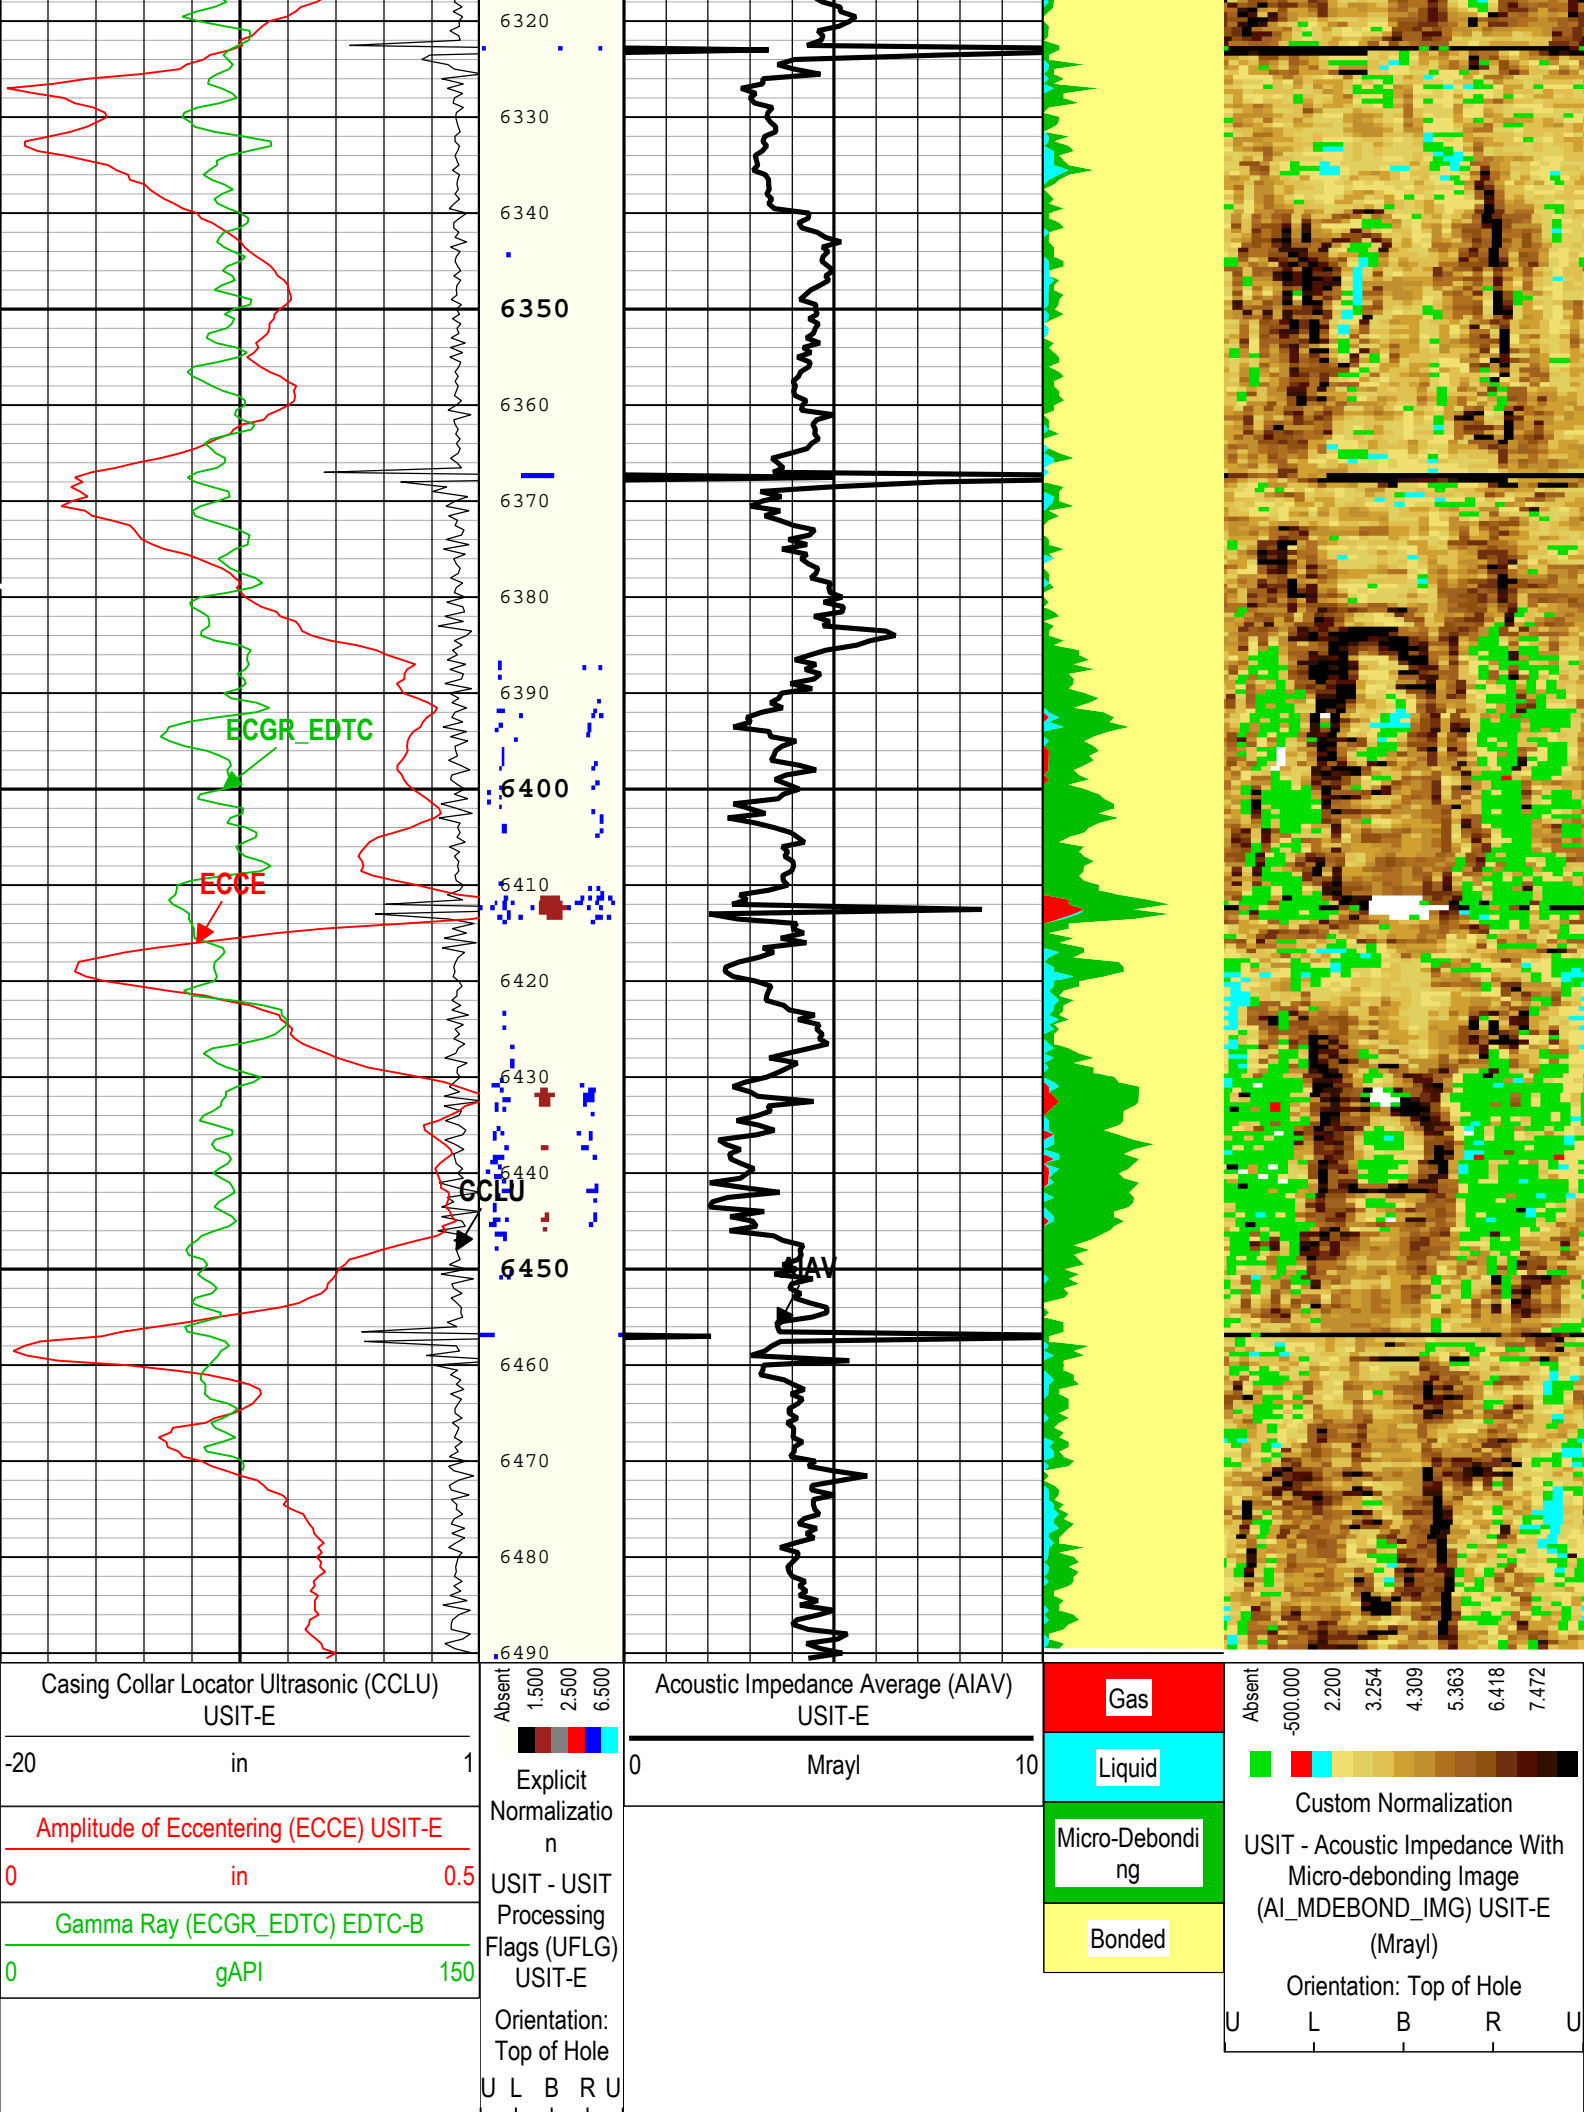 6320
6330
6340
6350
6360
6370
6380
6390
ECGR_EDTC
6400
ECCE
6410
6420
6430
6440
CCLU
6450
AIAV
6460
6470
6480
6490
Casing Collar Locator Ultrasonic (CCLU)
USIT-E
-20 in 1
Amplitude of Eccentering (ECCE) USIT-E
0 in 0.5
Gamma Ray (ECGR_EDTC) EDTC-B
0 gAPI 150
Absent
1.500
2.500
6.500
Explicit
Normalizatio
n
USIT - USIT
Processing
Flags (UFLG)
USIT-E
Orientation:
Top of Hole
U L B R U
Acoustic Impedance Average (AIAV)
USIT-E
0 Mrayl 10
Gas
Liquid
Micro-Debondi
ng
Bonded
Absent
-500.000
2.200
3.254
4.309
5.363
6.418
7.472
Custom Normalization
USIT - Acoustic Impedance With
Micro-debonding Image
(AI_MDEBOND_IMG) USIT-E
(Mrayl)
Orientation: Top of Hole
U L B R U